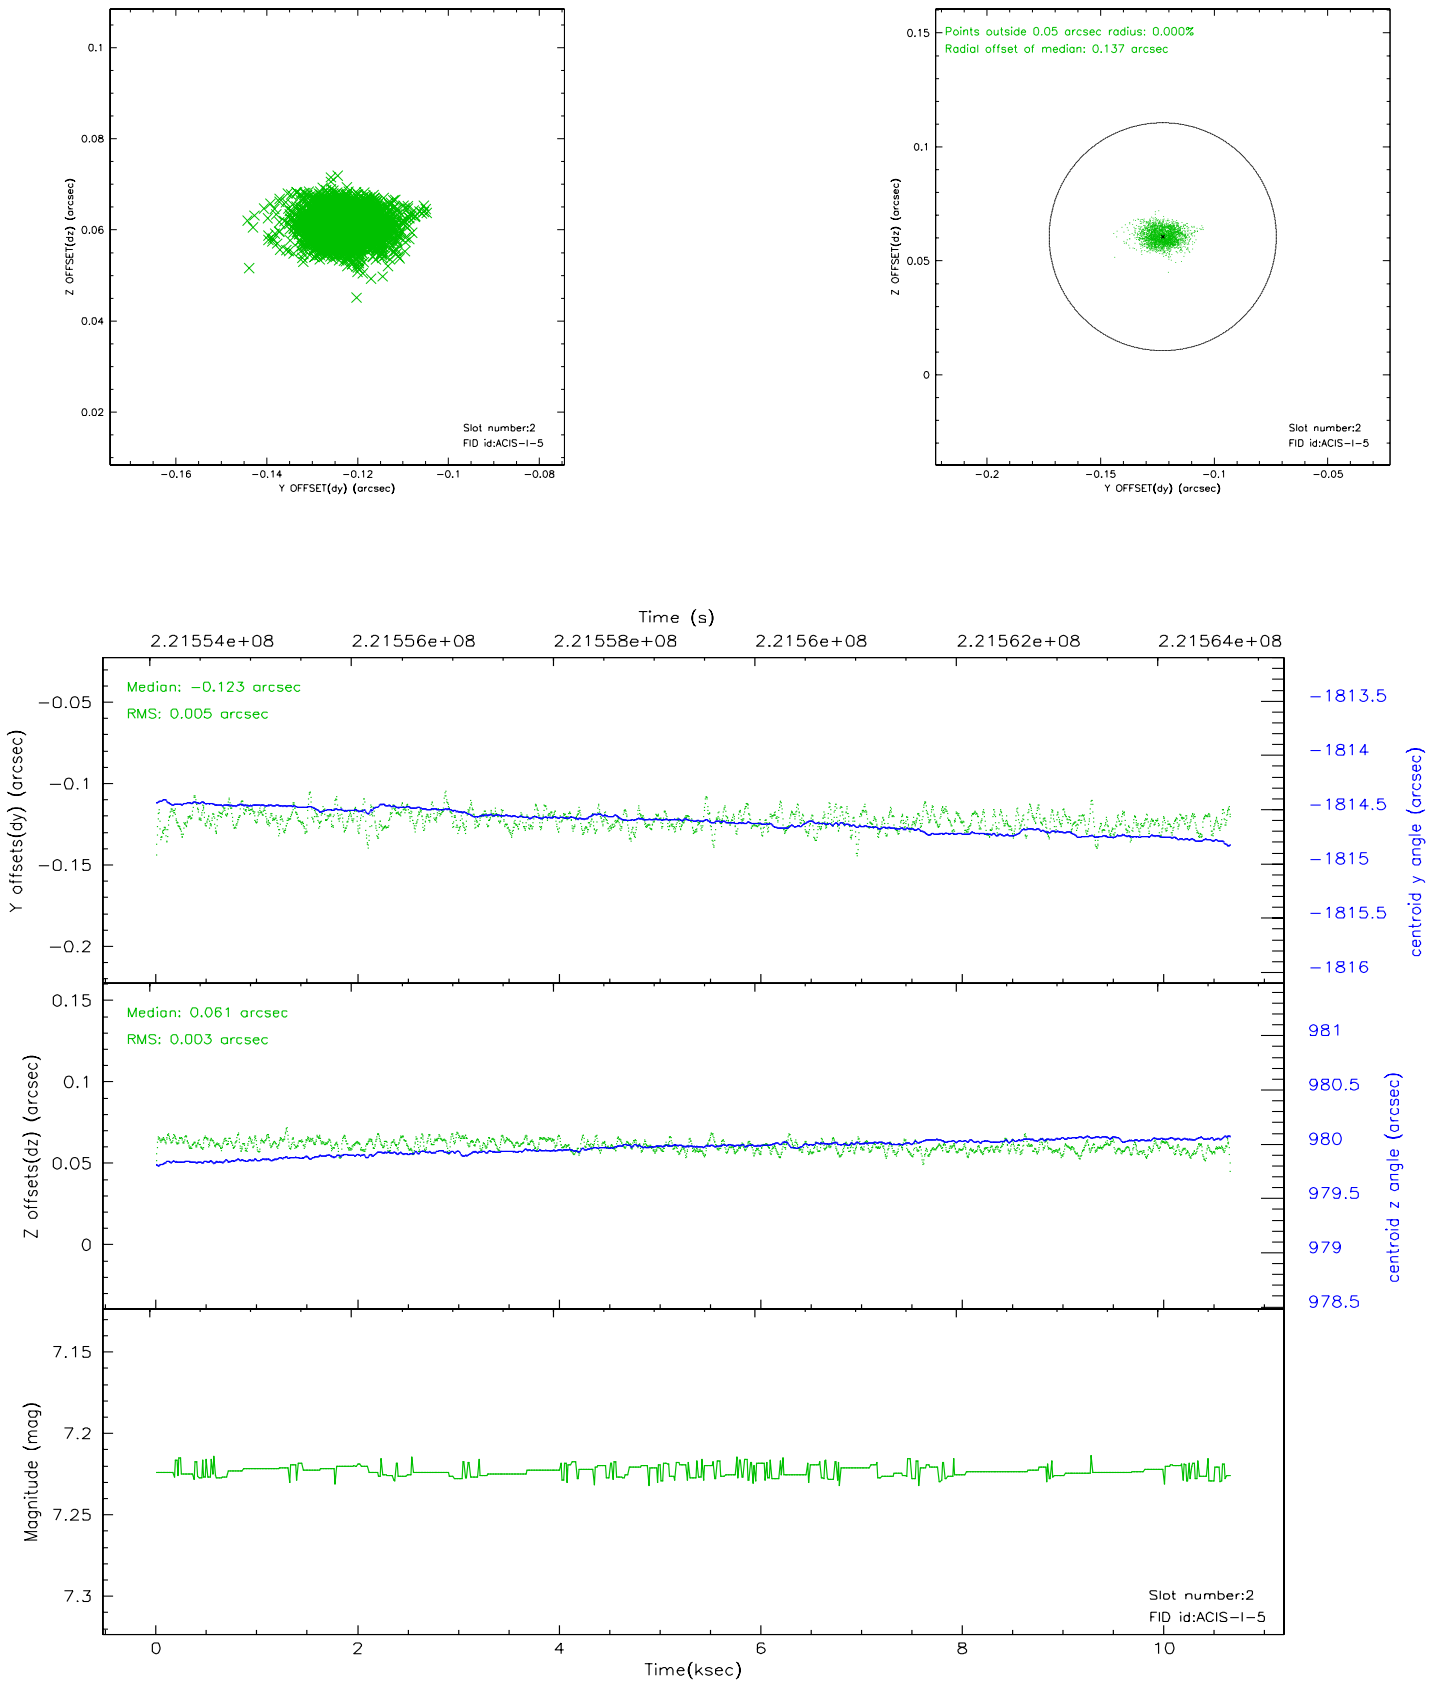 0.1
0.08
0.06
0.04
0.02
Z OFFSET(dz) (arcsec)
Slot number:2
FID id:ACIS-I-5
-0.16 -0.14 -0.12 -0.1 -0.08
Y OFFSET(dy) (arcsec)
Points outside 0.05 arcsec radius: 0.000%
Radial offset of median: 0.137 arcsec
0.15
0.1
0.05
0
Z OFFSET(dz) (arcsec)
Slot number:2
FID id:ACIS-I-5
-0.2 -0.15 -0.1 -0.05
Y OFFSET(dy) (arcsec)
Time (s)
2.21554e+08 2.21556e+08 2.21558e+08 2.2156e+08 2.21562e+08 2.21564e+08
Median: -0.123 arcsec
RMS: 0.005 arcsec
-0.05
-0.1
-0.15
-0.2
Y offsets(dy) (arcsec)
-1813.5
-1814
-1814.5
-1815
-1815.5
-1816
centroid y angle (arcsec)
Median: 0.061 arcsec
RMS: 0.003 arcsec
0.15
0.1
0.05
0
Z offsets(dz) (arcsec)
981
980.5
980
979.5
979
978.5
centroid z angle (arcsec)
7.15
7.2
7.25
7.3
Magnitude (mag)
Slot number:2
FID id:ACIS-I-5
0 2 4 6 8 10
Time(ksec)